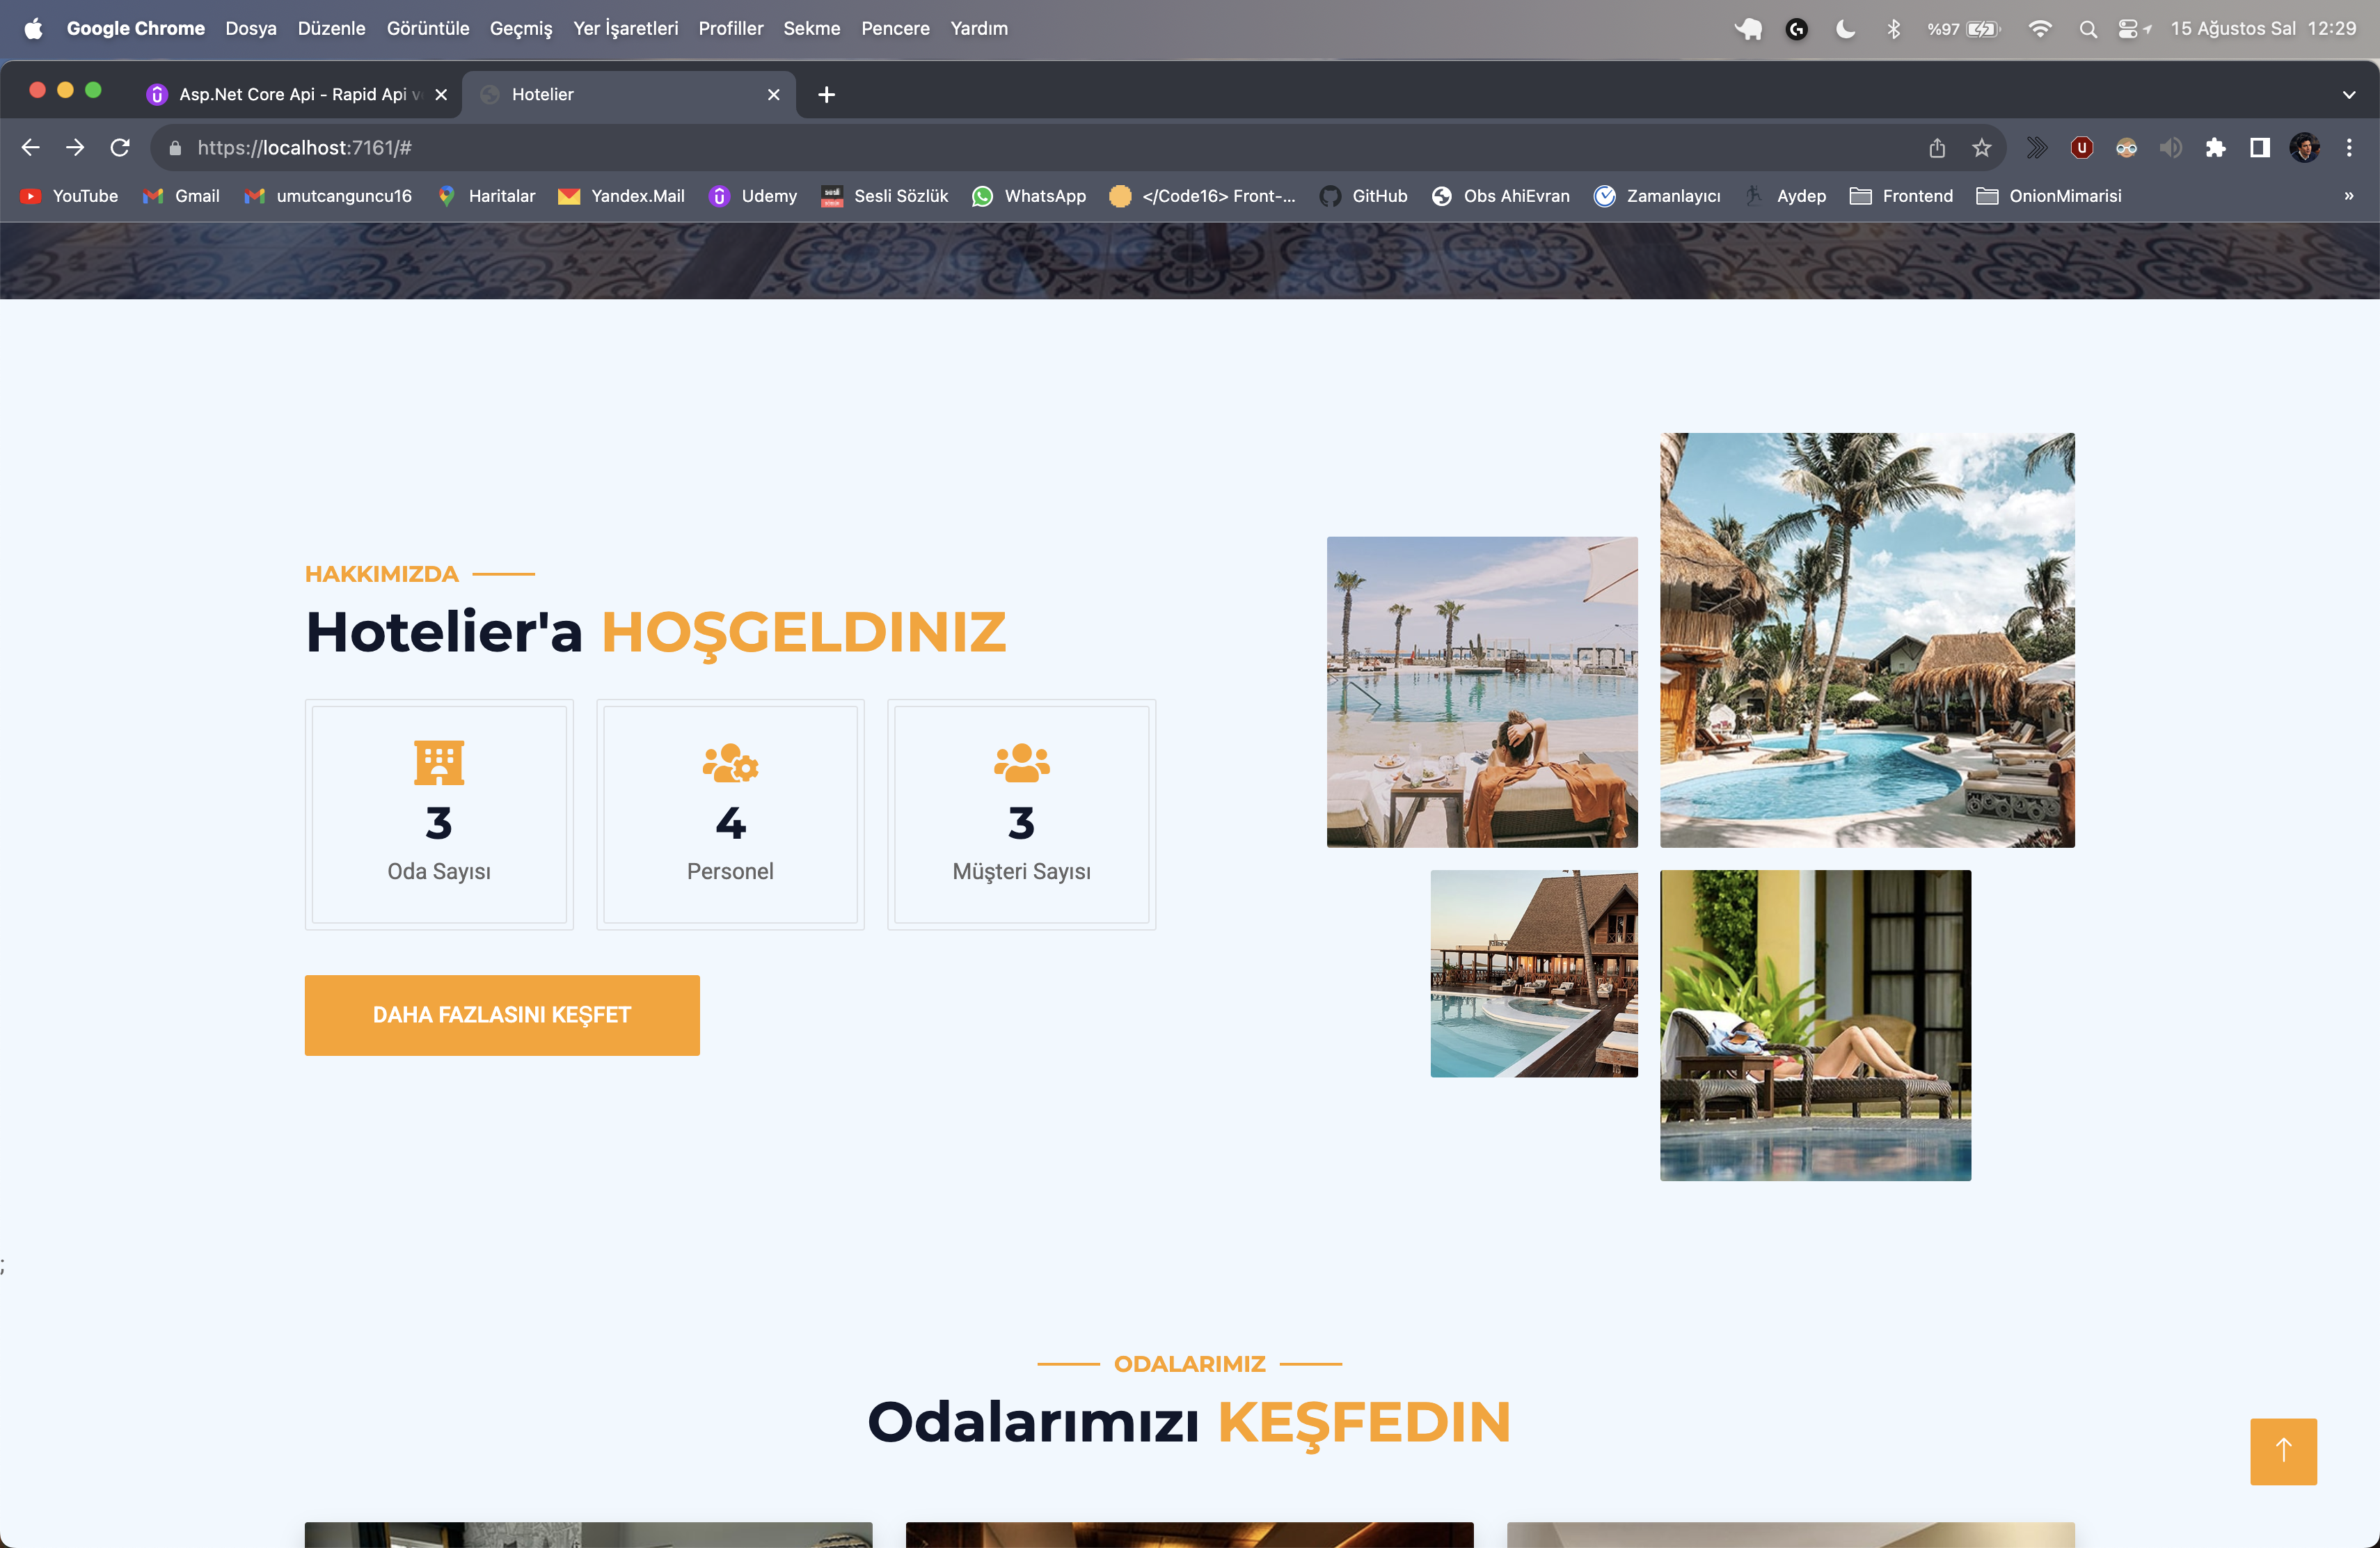 Google Chrome Dosya Düzenle Görüntüle Geçmiş Yer İşaretleri Profiller Sekme Pencere Yardım %97 15 Ağustos Sal 12:29
Asp.Net Core Api - Rapid Api v Hotelier
https://localhost:7161/#
YouTube Gmail umutcanguncu16 Haritalar Yandex.Mail Udemy Sesli Sözlük WhatsApp </Code16> Front-... GitHub Obs AhiEvran Zamanlayıcı Aydep Frontend OnionMimarisi »
HAKKIMIZDA
Hotelier'a HOŞGELDINIZ
3 4 3
Oda Sayısı Personel Müşteri Sayısı
DAHA FAZLASINI KEŞFET
;
ODALARIMIZ
Odalarımızı KEŞFEDIN